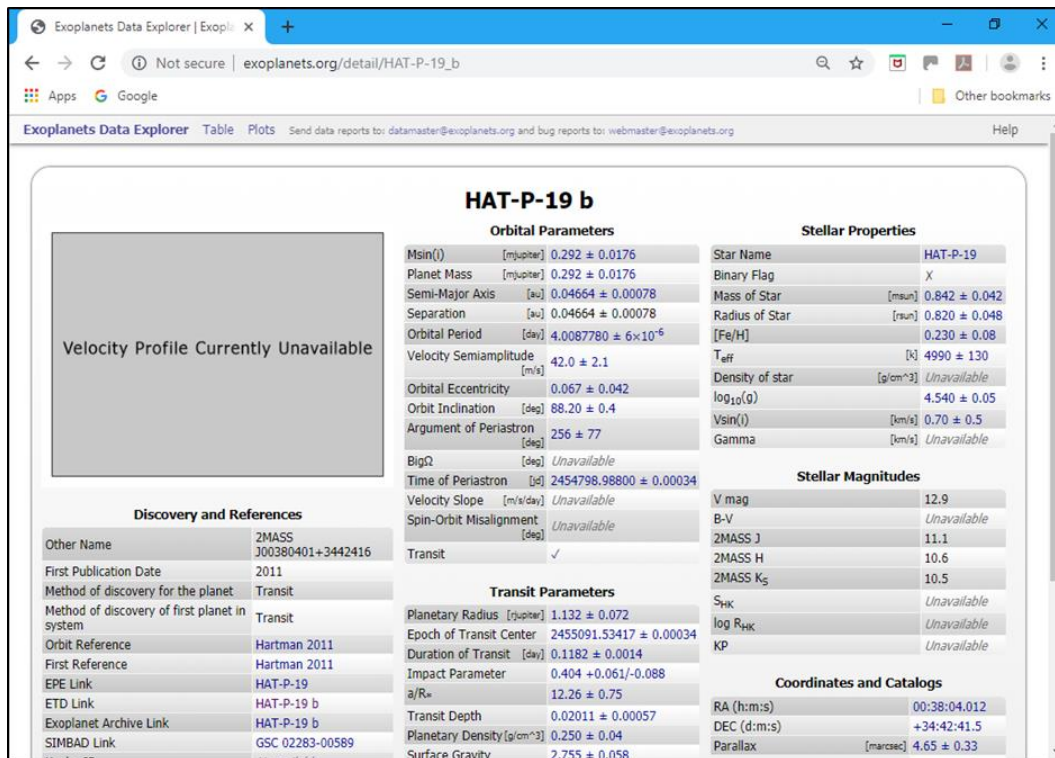 Exoplanets Data Explorer | Exopla
Not secure | exoplanets.org/detail/HAT-P-19_b
Apps Google Other bookmarks
Exoplanets Data Explorer Table Plots Send data reports to: datamaster@exoplanets.org and bug reports to: webmaster@exoplanets.org Help
HAT-P-19 b
Velocity Profile Currently Unavailable
Discovery and References
Other Name 2MASS
J00380401+3442416
First Publication Date 2011
Method of discovery for the planet Transit
Method of discovery of first planet in
system Transit
Orbit Reference Hartman 2011
First Reference Hartman 2011
EPE Link HAT-P-19
ETD Link HAT-P-19 b
Exoplanet Archive Link HAT-P-19 b
SIMBAD Link GSC 02283-00589
Orbital Parameters
Msin(i) [mjupiter] 0.292 ± 0.0176
Planet Mass [mjupiter] 0.292 ± 0.0176
Semi-Major Axis [au] 0.04664 ± 0.00078
Separation [au] 0.04664 ± 0.00078
Orbital Period [day] 4.0087780 ± 6×10⁻⁶
Velocity Semiamplitude
[m/s] 42.0 ± 2.1
Orbital Eccentricity 0.067 ± 0.042
Orbit Inclination [deg] 88.20 ± 0.4
Argument of Periastron
[deg] 256 ± 77
BigΩ [deg] Unavailable
Time of Periastron [jd] 2454798.98800 ± 0.00034
Velocity Slope [m/s/day] Unavailable
Spin-Orbit Misalignment
[deg] Unavailable
Transit ✓
Transit Parameters
Planetary Radius [rjupiter] 1.132 ± 0.072
Epoch of Transit Center 2455091.53417 ± 0.00034
Duration of Transit [day] 0.1182 ± 0.0014
Impact Parameter 0.404 +0.061/-0.088
a/R* 12.26 ± 0.75
Transit Depth 0.02011 ± 0.00057
Planetary Density [g/cm^3] 0.250 ± 0.04
Surface Gravity 2.755 ± 0.058
Stellar Properties
Star Name HAT-P-19
Binary Flag X
Mass of Star [msun] 0.842 ± 0.042
Radius of Star [rsun] 0.820 ± 0.048
[Fe/H] 0.230 ± 0.08
Teff [k] 4990 ± 130
Density of star [g/cm^3] Unavailable
log10(g) 4.540 ± 0.05
Vsin(i) [km/s] 0.70 ± 0.5
Gamma [km/s] Unavailable
Stellar Magnitudes
V mag 12.9
B-V Unavailable
2MASS J 11.1
2MASS H 10.6
2MASS KS 10.5
SHK Unavailable
log RHK Unavailable
KP Unavailable
Coordinates and Catalogs
RA (h:m:s) 00:38:04.012
DEC (d:m:s) +34:42:41.5
Parallax [marcsec] 4.65 ± 0.33